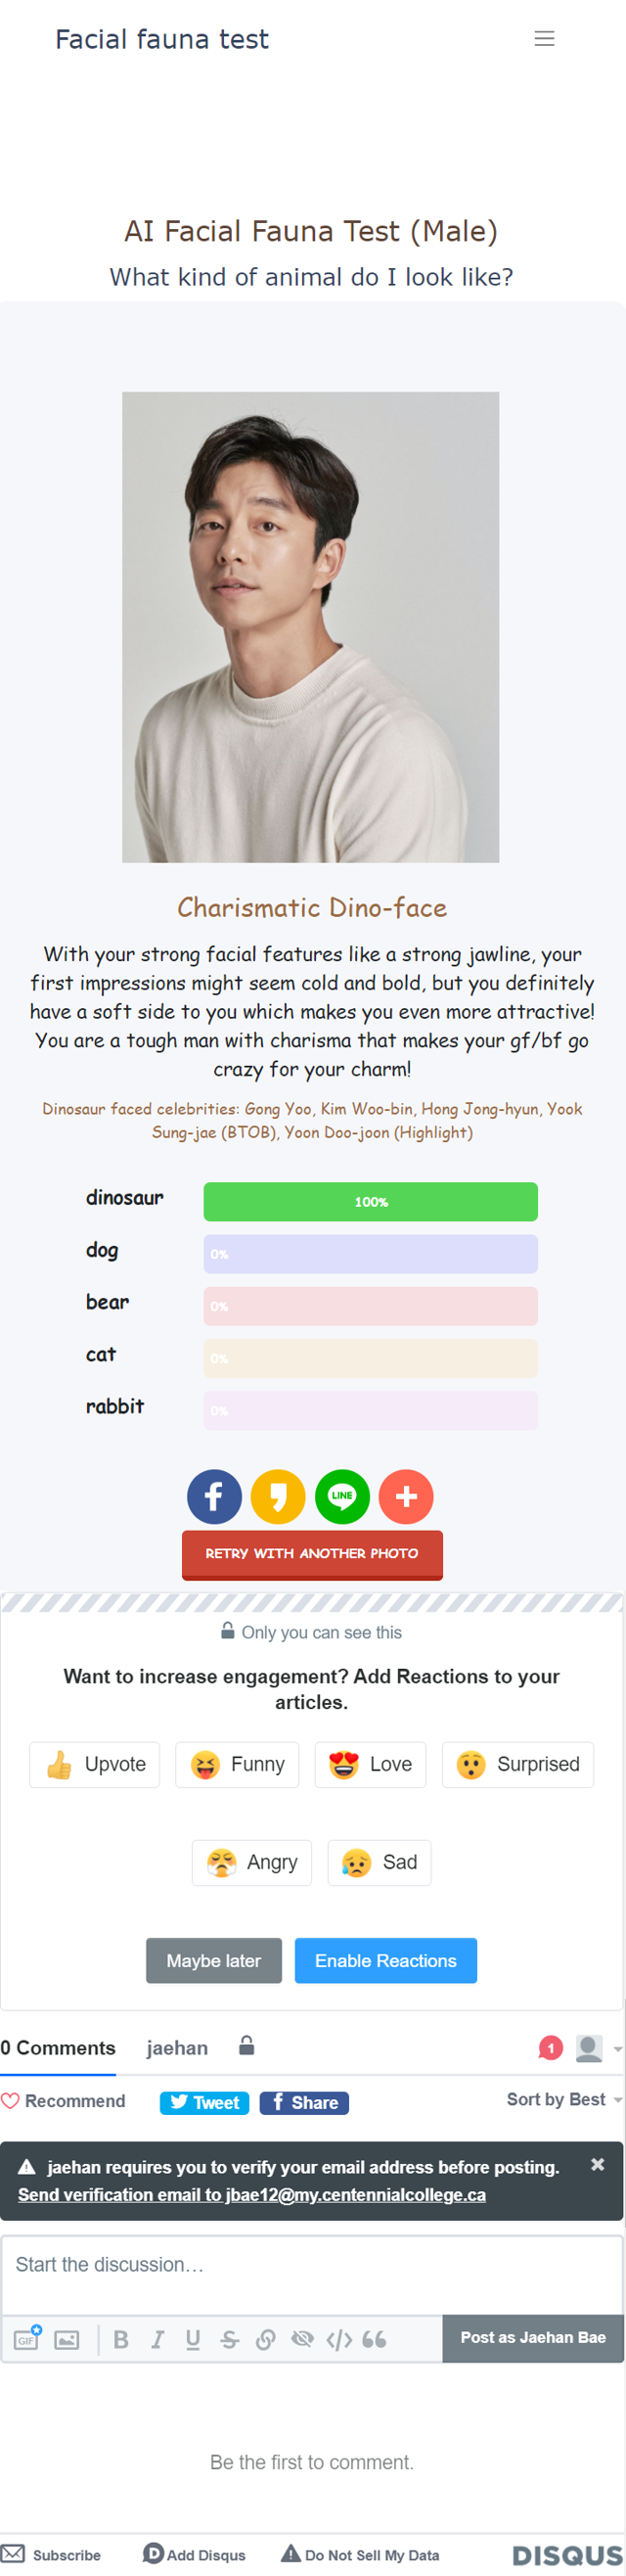 Facial fauna test
AI Facial Fauna Test (Male)
What kind of animal do I look like?
Charismatic Dino-face
With your strong facial features like a strong jawline, your
first impressions might seem cold and bold, but you definitely
have a soft side to you which makes you even more attractive!
You are a tough man with charisma that makes your gf/bf go
crazy for your charm!
Dinosaur faced celebrities: Gong Yoo, Kim Woo-bin, Hong Jong-hyun, Yook
Sung-jae (BTOB), Yoon Doo-joon (Highlight)
dinosaur 100%
dog 0%
bear 0%
cat 0%
rabbit 0%
LINE
RETRY WITH ANOTHER PHOTO
Only you can see this
Want to increase engagement? Add Reactions to your
articles.
Upvote Funny Love Surprised
Angry Sad
Maybe later Enable Reactions
0 Comments jaehan 1
Recommend Tweet Share Sort by Best
jaehan requires you to verify your email address before posting.
Send verification email to jbae12@my.centennialcollege.ca
Start the discussion...
GIF B I U S </> Post as Jaehan Bae
Be the first to comment.
Subscribe Add Disqus Do Not Sell My Data DISQUS